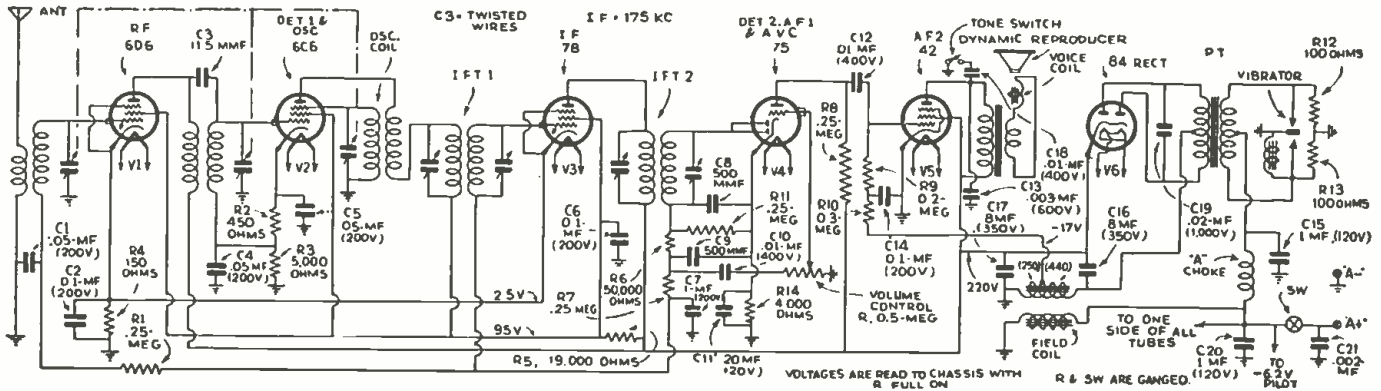 ANT
RF
6D6
C3
11.5 MMF
DET 1 &
OSC
6C6
OSC.
COIL
C3 = TWISTED
WIRES
I F = 175 KC
IF
78
IFT 1
IFT 2
DET 2. A F 1
& A V C
75
C12
.01 MF
(400V)
AF2
42
TONE SWITCH
DYNAMIC REPRODUCER
VOICE
COIL
84 RECT
PT
VIBRATOR
R12
100 OHMS
V1
V2
V3
V4
V5
V6
R8
.25-
MEG
C8
500
MMF
R11
.25-
MEG
R9
0.2-
MEG
R10
0.3-
MEG
C18
.01-MF
(400V)
C13
.003-MF
(600V)
C17
8 MF
(350V)
-17V
C16
8 MF
(350V)
C19
.02-MF
(1,000V)
R13
100 OHMS
C15
1 MF (120V)
C1
.05-MF
(200V)
C2
0.1-MF
(200V)
R4
150
OHMS
R1
.25-
MEG
R2
450
OHMS
C4
.05 MF
(200V)
R3
5,000
OHMS
C5
.05-MF
(200V)
C6
0.1-
MF
(200V)
C9
500 MMF
C10
.01-MF
(400V)
C7
.1-MF
(200V)
R6
50,000
OHMS
R7
.25 MEG
R14
4,000
OHMS
C14
0.1-MF
(200V)
VOLUME
CONTROL
R, 0.5-MEG
C11
20 MF
(20V)
2.5V
95V
R5, 19,000 OHMS
220V
(250)
(440)
FIELD
COIL
"A"
CHOKE
"A-"
SW
"A+"
TO ONE
SIDE OF ALL
TUBES
C20
1 MF
(120V)
TO
-6.2V
PILOT
C21
.002-
MF
VOLTAGES ARE READ TO CHASSIS WITH
R FULL ON
R & SW ARE GANGED.